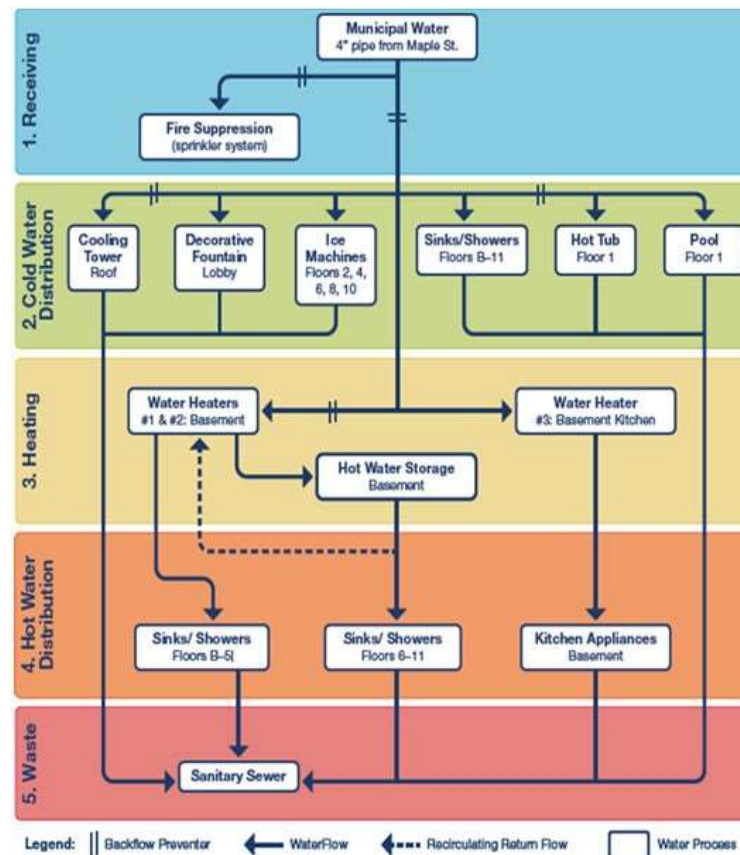 1. Receiving
Municipal Water
4" pipe from Maple St.
Fire Suppression
(sprinkler system)
2. Cold Water
Distribution
Cooling
Tower
Roof
Decorative
Fountain
Lobby
Ice
Machines
Floors 2, 4,
6, 8, 10
Sinks/Showers
Floors B–11
Hot Tub
Floor 1
Pool
Floor 1
3. Heating
Water Heaters
#1 & #2: Basement
Water Heater
#3: Basement Kitchen
Hot Water Storage
Basement
4. Hot Water
Distribution
Sinks/ Showers
Floors B–5(
Sinks/ Showers
Floors 6–11
Kitchen Appliances
Basement
5. Waste
Sanitary Sewer
Legend: Backflow Preventer WaterFlow Recirculating Return Flow Water Process